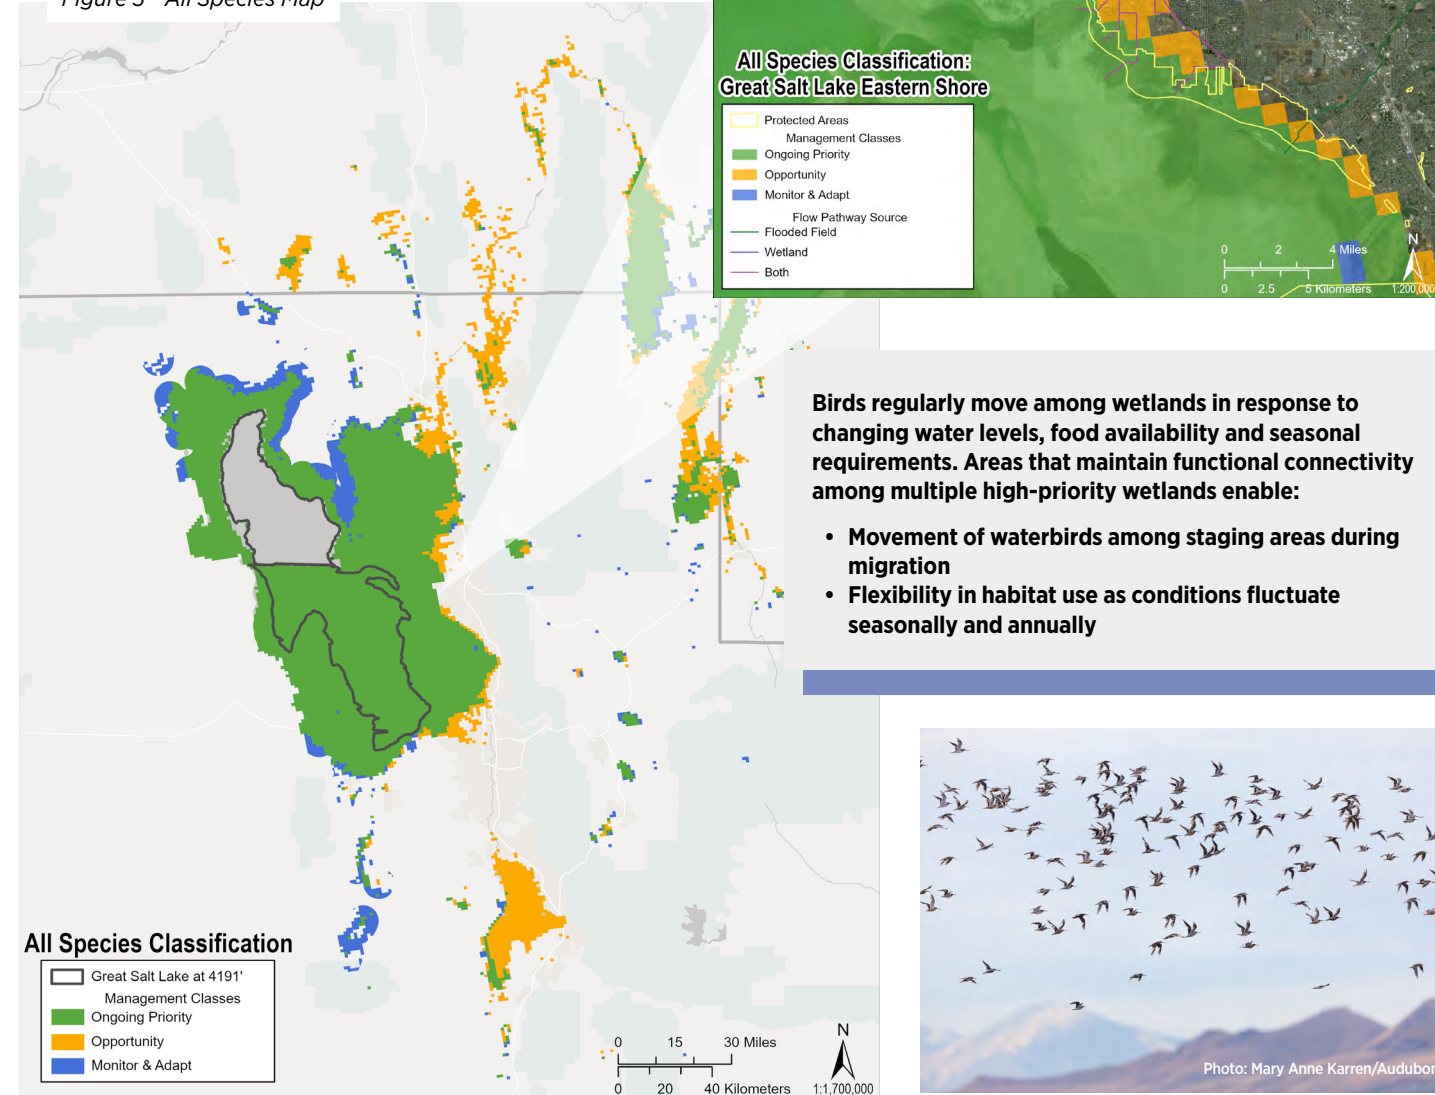 Figure 3 - All Species Map
All Species Classification:
Great Salt Lake Eastern Shore
Protected Areas
Management Classes
Ongoing Priority
Opportunity
Monitor & Adapt
Flow Pathway Source
Flooded Field
Wetland
Both
0 2 4 Miles
0 2.5 5 Kilometers
N
1:200,000
Birds regularly move among wetlands in response to
changing water levels, food availability and seasonal
requirements. Areas that maintain functional connectivity
among multiple high-priority wetlands enable:
• Movement of waterbirds among staging areas during
migration
• Flexibility in habitat use as conditions fluctuate
seasonally and annually
All Species Classification
Great Salt Lake at 4191'
Management Classes
Ongoing Priority
Opportunity
Monitor & Adapt
0 15 30 Miles
0 20 40 Kilometers
N
1:1,700,000
Photo: Mary Anne Karren/Audubon